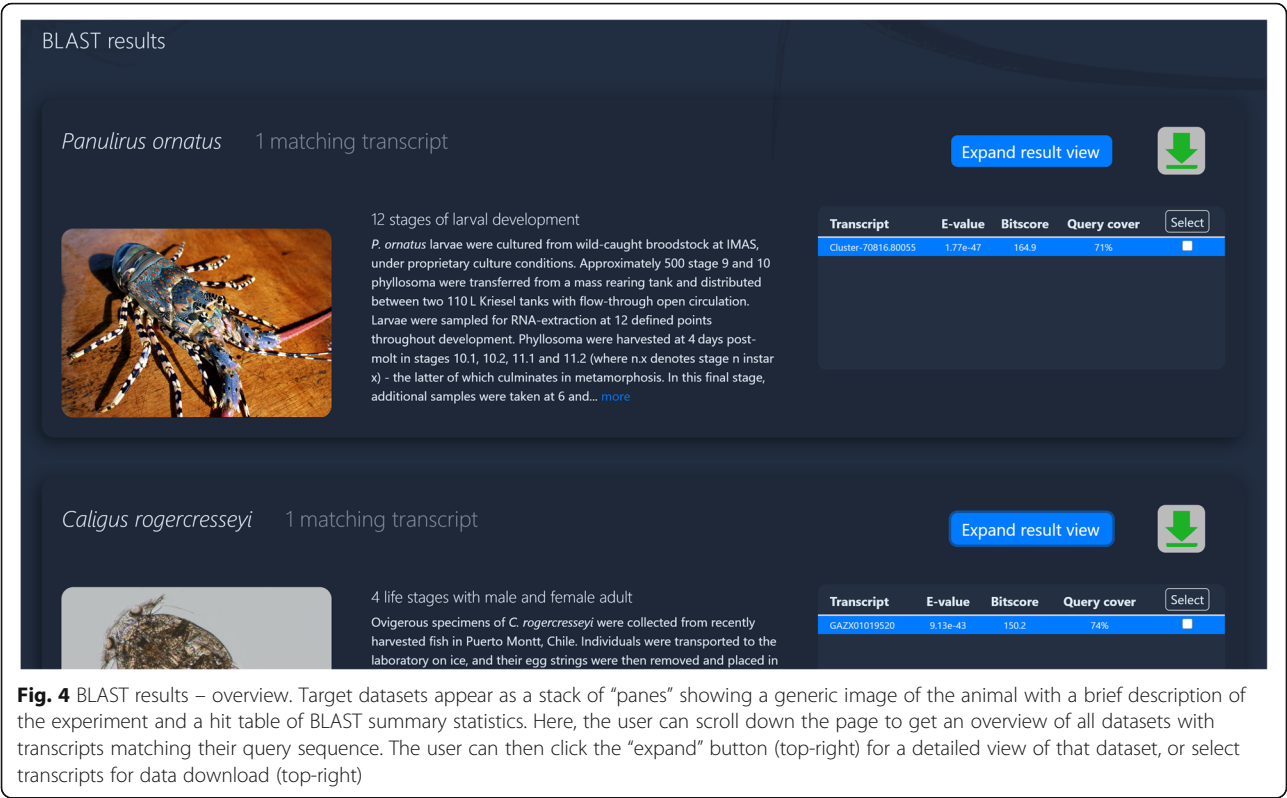 BLAST results
Panulirus ornatus 1 matching transcript
Expand result view
12 stages of larval development
P. ornatus larvae were cultured from wild-caught broodstock at IMAS,
under proprietary culture conditions. Approximately 500 stage 9 and 10
phyllosoma were transferred from a mass rearing tank and distributed
between two 110 L Kriesel tanks with flow-through open circulation.
Larvae were sampled for RNA-extraction at 12 defined points
throughout development. Phyllosoma were harvested at 4 days post-
molt in stages 10.1, 10.2, 11.1 and 11.2 (where n.x denotes stage n instar
x) - the latter of which culminates in metamorphosis. In this final stage,
additional samples were taken at 6 and... more
Transcript E-value Bitscore Query cover Select
Cluster-70816.80055 1.77e-47 164.9 71%
Caligus rogercresseyi 1 matching transcript
Expand result view
4 life stages with male and female adult
Ovigerous specimens of C. rogercresseyi were collected from recently
harvested fish in Puerto Montt, Chile. Individuals were transported to the
laboratory on ice, and their egg strings were then removed and placed in
Transcript E-value Bitscore Query cover Select
GAZX01019520 9.13e-43 150.2 74%
Fig. 4 BLAST results – overview. Target datasets appear as a stack of “panes” showing a generic image of the animal with a brief description of
the experiment and a hit table of BLAST summary statistics. Here, the user can scroll down the page to get an overview of all datasets with
transcripts matching their query sequence. The user can then click the “expand” button (top-right) for a detailed view of that dataset, or select
transcripts for data download (top-right)